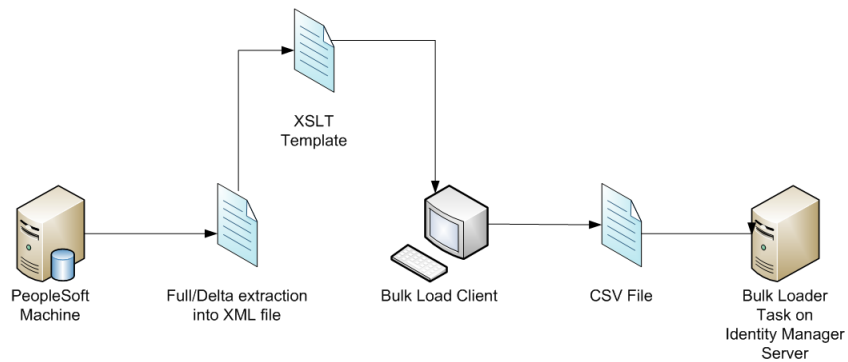 XSLT
Template
PeopleSoft
Machine
Full/Delta extraction
into XML file
Bulk Load Client
CSV File
Bulk Loader
Task on
Identity Manager
Server